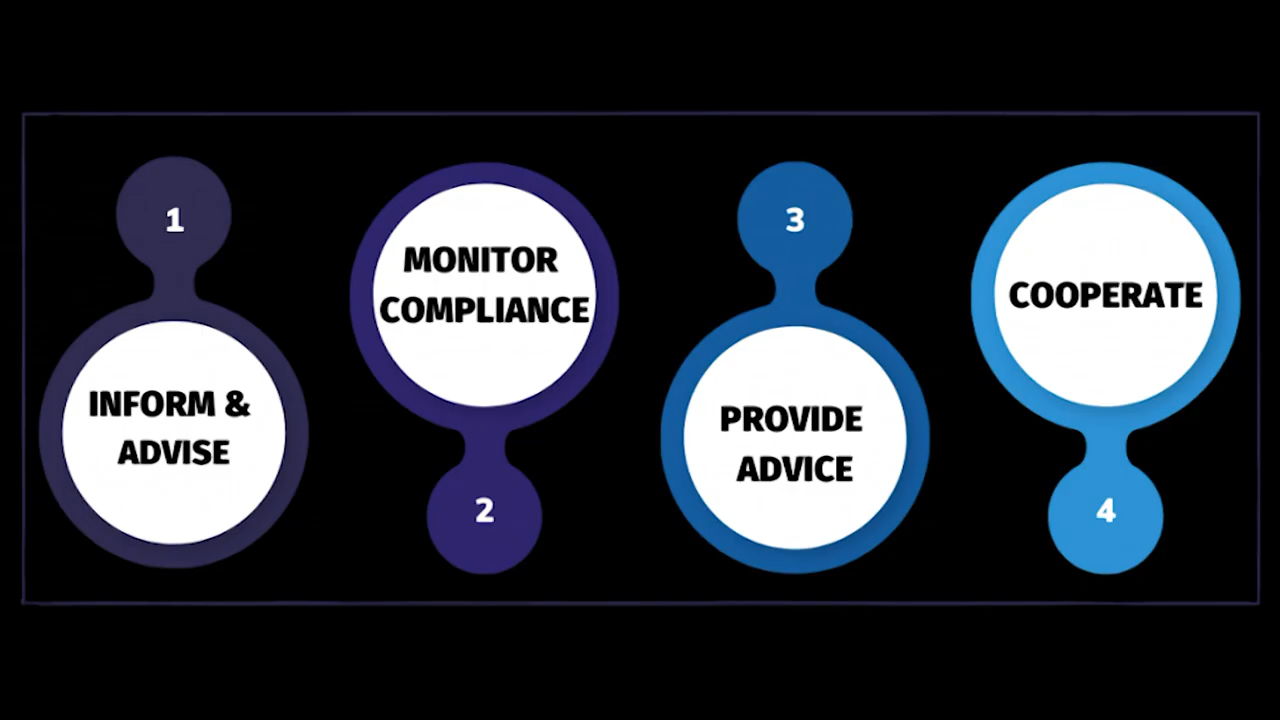 1
INFORM &
ADVISE
MONITOR
COMPLIANCE
2
3
PROVIDE
ADVICE
COOPERATE
4